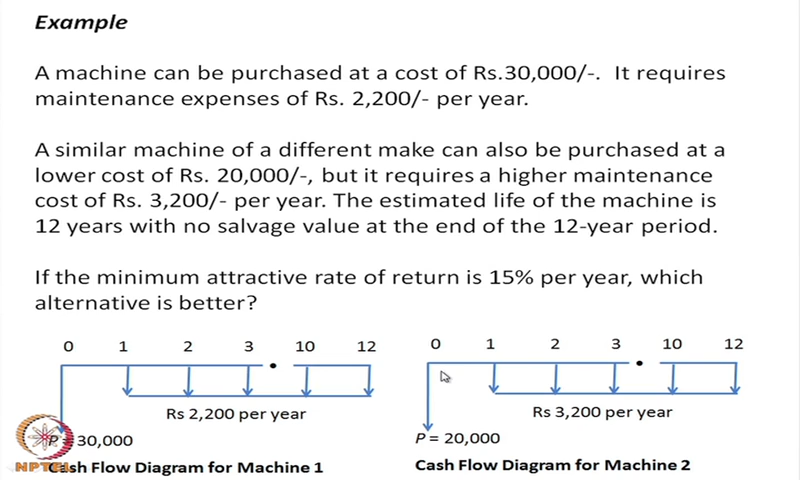 Example
A machine can be purchased at a cost of Rs.30,000/-. It requires
maintenance expenses of Rs. 2,200/- per year.
A similar machine of a different make can also be purchased at a
lower cost of Rs. 20,000/-, but it requires a higher maintenance
cost of Rs. 3,200/- per year. The estimated life of the machine is
12 years with no salvage value at the end of the 12-year period.
If the minimum attractive rate of return is 15% per year, which
alternative is better?
0 1 2 3 10 12
Rs 2,200 per year
P = 30,000
Cash Flow Diagram for Machine 1
0 1 2 3 10 12
Rs 3,200 per year
P = 20,000
Cash Flow Diagram for Machine 2
NPTEL